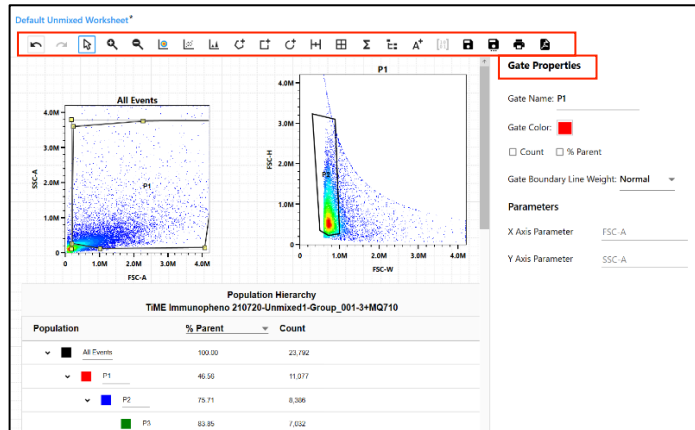 Default Unmixed Worksheet*
Gate Properties
P1
All Events
4.0M
3.0M
2.0M
1.0M
0
SSC-A
P1
0 1.0M 2.0M 3.0M 4.0M
FSC-A
4.0M
3.0M
2.0M
1.0M
0
SSC-H
P2
0 1.0M 2.0M 3.0M 4.0M
FSC-W
Gate Name: P1
Gate Color:
Count % Parent
Gate Boundary Line Weight: Normal
Parameters
X Axis Parameter FSC-A
Y Axis Parameter SSC-A
Population Hierarchy
TiME Immunopheno 210720-Unmixed1-Group_001-3+MQ710
Population % Parent Count
All Events 100.00 23,792
P1 46.56 11,077
P2 75.71 8,386
P3 83.85 7,032